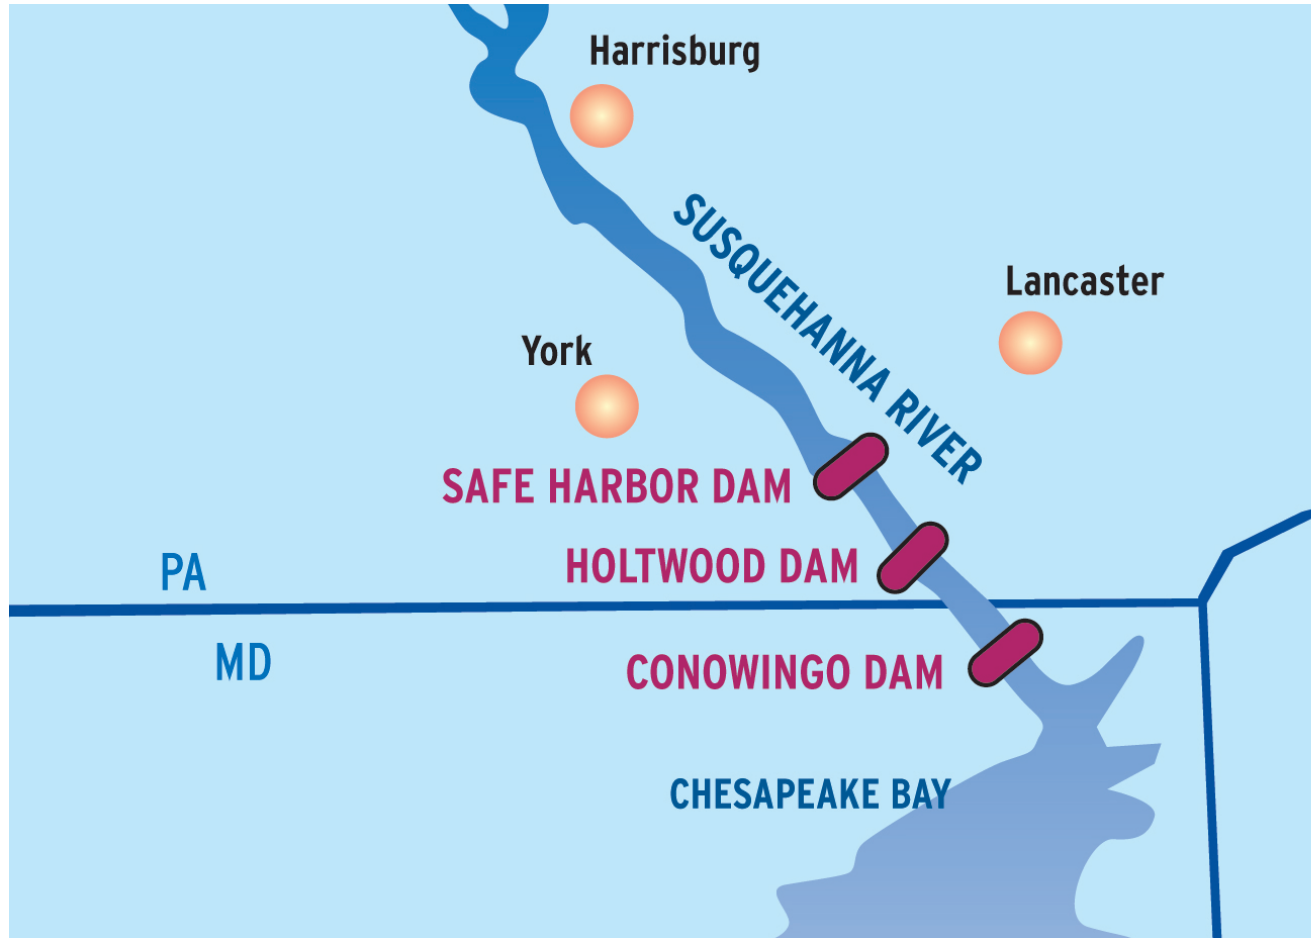 Harrisburg
SUSQUEHANNA RIVER
Lancaster
York
SAFE HARBOR DAM
HOLTWOOD DAM
PA
MD
CONOWINGO DAM
CHESAPEAKE BAY